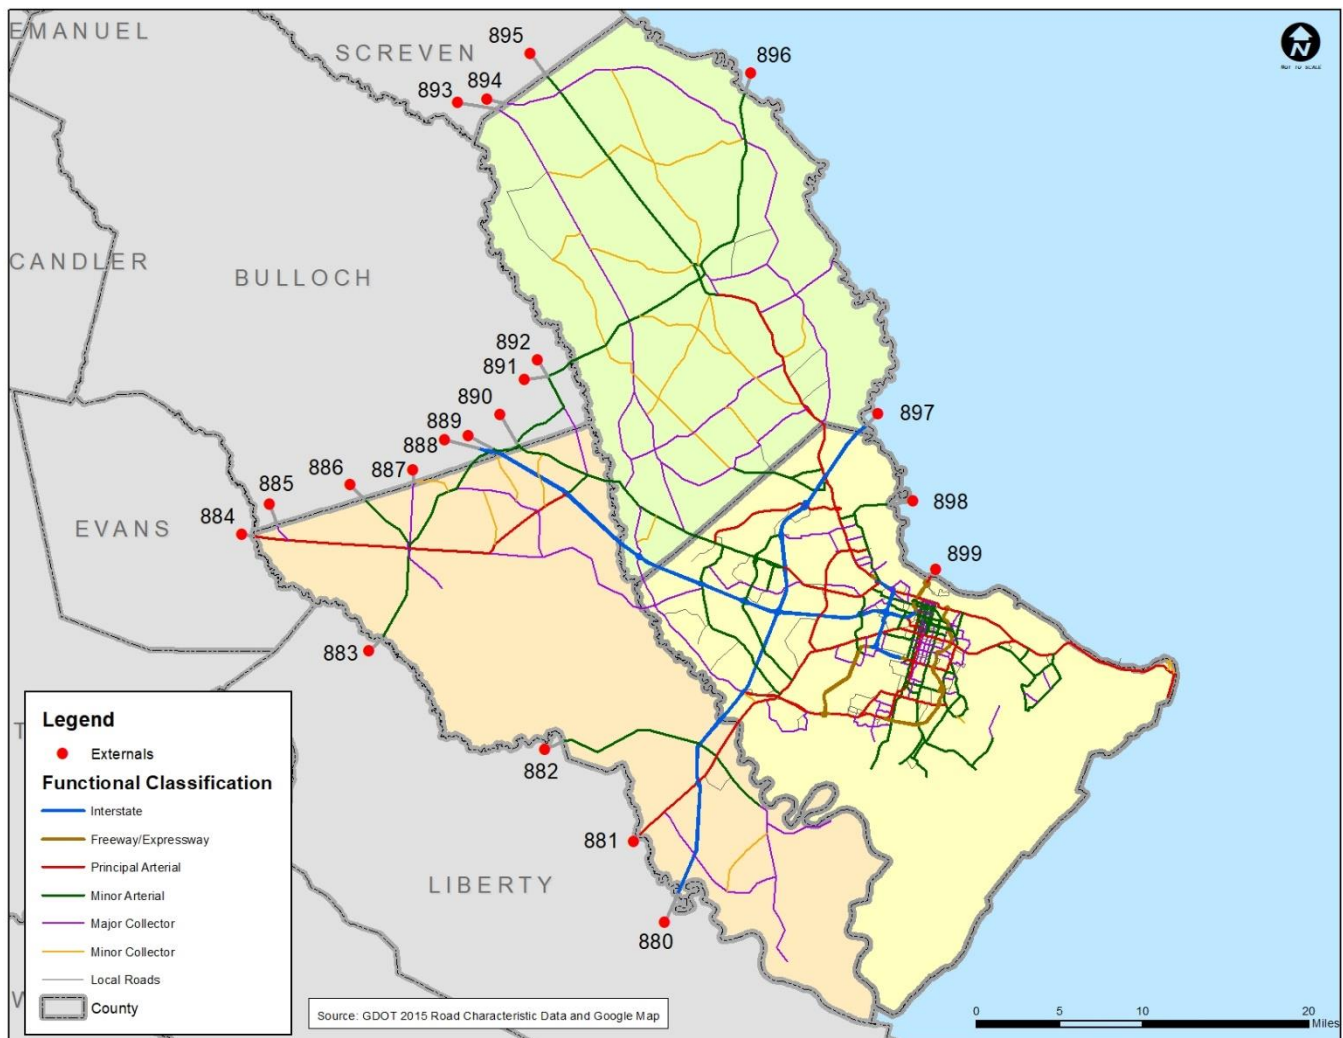 EMANUEL
SCREVEN
895
896
N
NOT TO SCALE
893
894
CANDLER
BULLOCH
892
891
890
889
888
887
886
885
884
EVANS
897
898
899
883
882
881
LIBERTY
880
T
W
Legend
Externals
Functional Classification
Interstate
Freeway/Expressway
Principal Arterial
Minor Arterial
Major Collector
Minor Collector
Local Roads
County
Source: GDOT 2015 Road Characteristic Data and Google Map
0 5 10 20
Miles